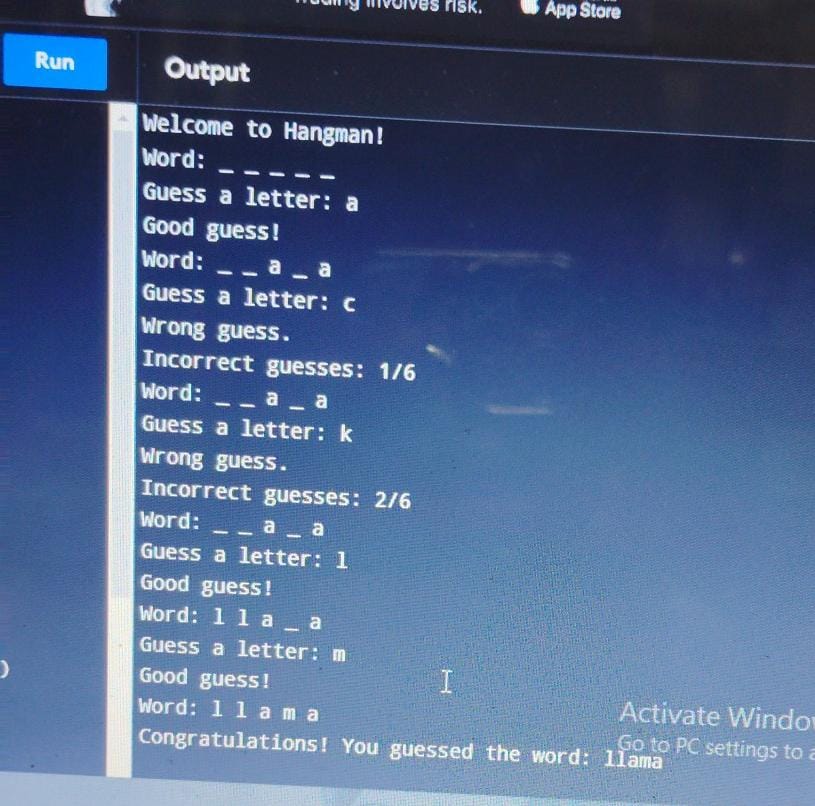 involves risk.
App Store
Run
Output
Welcome to Hangman!
Word: _ _ _ _ _
Guess a letter: a
Good guess!
Word: _ _ a _ a
Guess a letter: c
Wrong guess.
Incorrect guesses: 1/6
Word: _ _ a _ a
Guess a letter: k
Wrong guess.
Incorrect guesses: 2/6
Word: _ _ a _ a
Guess a letter: l
Good guess!
Word: l l a _ a
Guess a letter: m
)
Good guess!
Word: l l a m a
Congratulations! You guessed the word: llama
Activate
Go to PC settings to